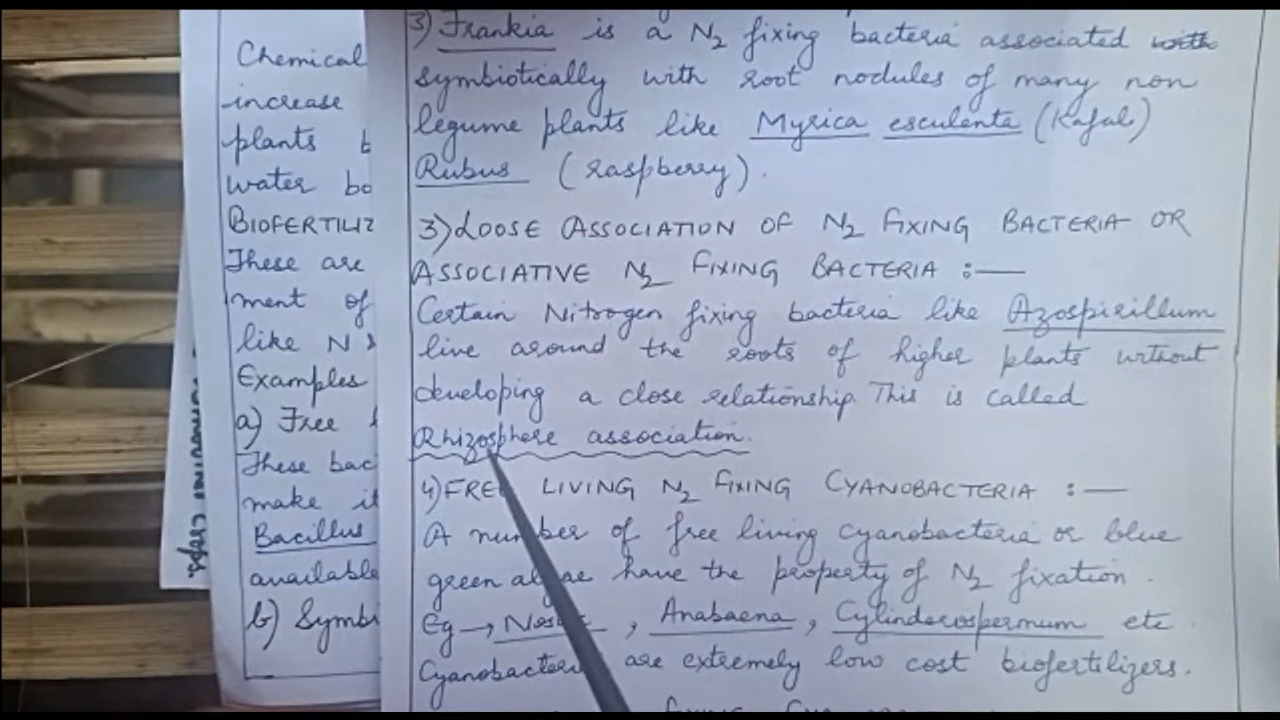 Chemical
increase
plants b
water bo
BIOFERTILIZ
These are
ment of
like N
Examples
a) Free
These bac
make it
Bacillus
available
b) Symbi
3) Frankia is a N2 fixing bacteria associated with
symbiotically with root nodules of many non
legume plants like Myrica esculenta (Kafal)
Rubus (raspberry).
3) LOOSE ASSOCIATION OF N2 FIXING BACTERIA OR
ASSOCIATIVE N2 FIXING BACTERIA :—
Certain Nitrogen fixing bacteria like Azospirillum
live around the roots of higher plants without
developing a close relationship. This is called
Rhizosphere association.
4) FREE LIVING N2 FIXING CYANOBACTERIA :—
A number of free living cyanobacteria or blue
green algae have the property of N2 fixation.
Eg → Nostoc, Anabaena, Cylindrospermum etc.
Cyanobacteria are extremely low cost biofertilizers.